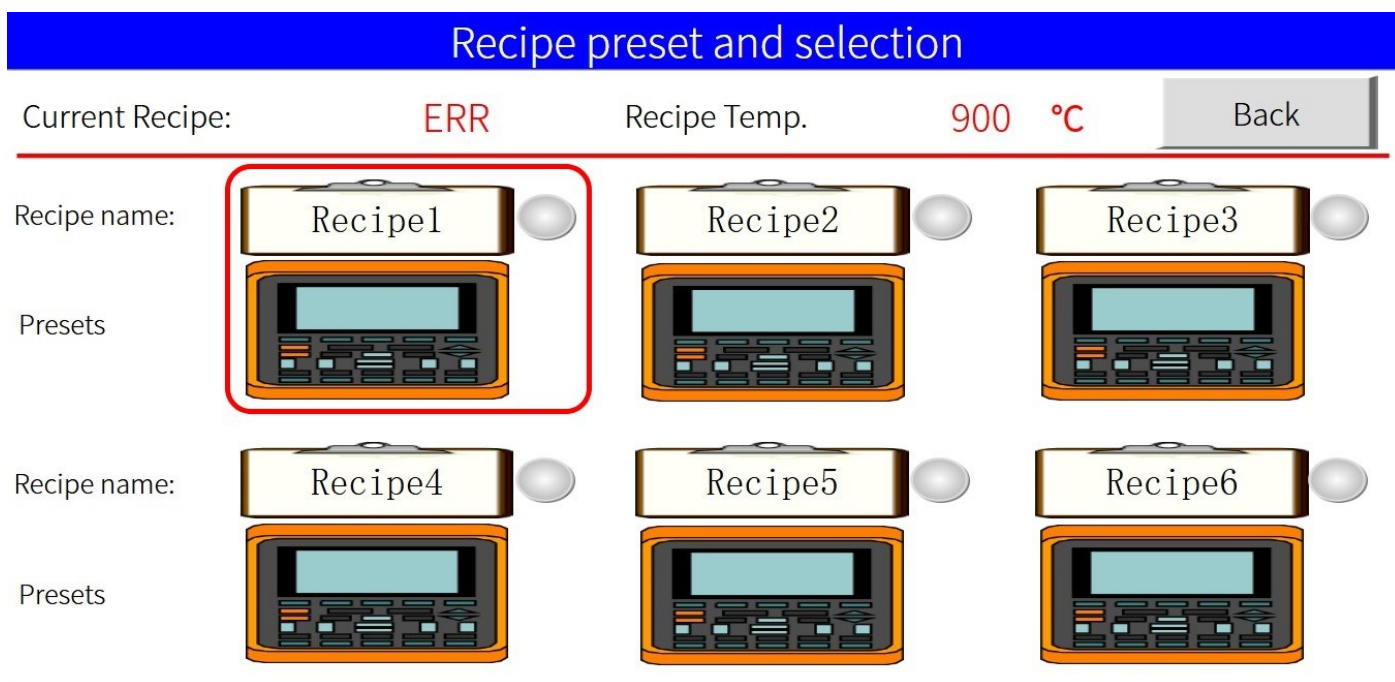 Recipe preset and selection
Current Recipe: ERR Recipe Temp. 900 °C Back
Recipe name: Recipe1 Recipe2 Recipe3
Presets
Recipe name: Recipe4 Recipe5 Recipe6
Presets